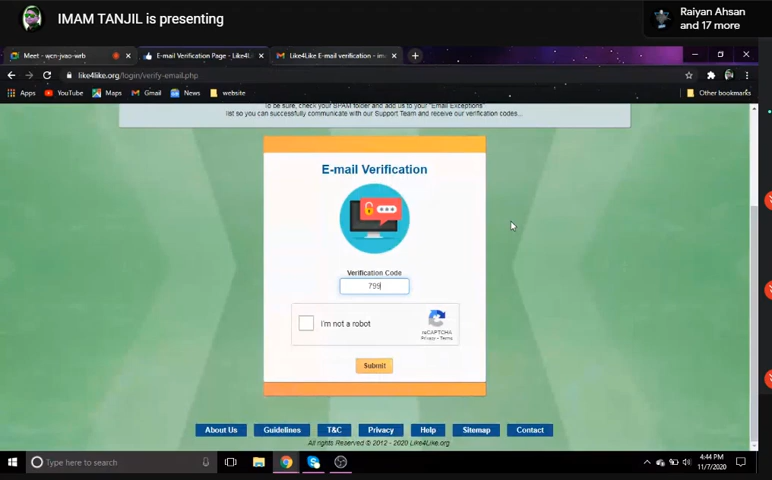 IMAM TANJIL is presenting
Raiyan Ahsan
and 17 more
Meet - wcn-jvao-wrb
E-mail Verification Page - Like4Lik
Like4Like E-mail verification - im
like4like.org/login/verify-email.php
Apps
YouTube
Maps
Gmail
News
website
Other bookmarks
To be sure, check your SPAM folder and add us to your "Email Exceptions"
list so you can successfully communicate with our Support Team and receive our verification codes...
E-mail Verification
Verification Code
799
I'm not a robot
reCAPTCHA
Privacy - Terms
Submit
About Us
Guidelines
T&C
Privacy
Help
Sitemap
Contact
All rights Reserved © 2012 - 2020 Like4Like.org
Type here to search
4:44 PM
11/7/2020